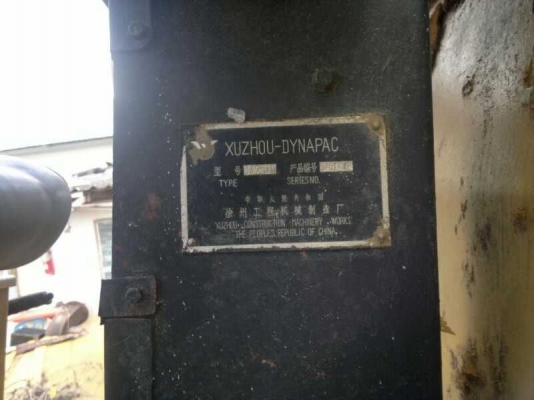 XUZHOU-DYNAPAC
型 号 产品编号
TYPE SERIES NO.
中华人民共和国
徐州工程机械制造厂
XUZHOU CONSTRUCTION MACHINERY WORKS
THE PEOPLE'S REPUBLIC OF CHINA.